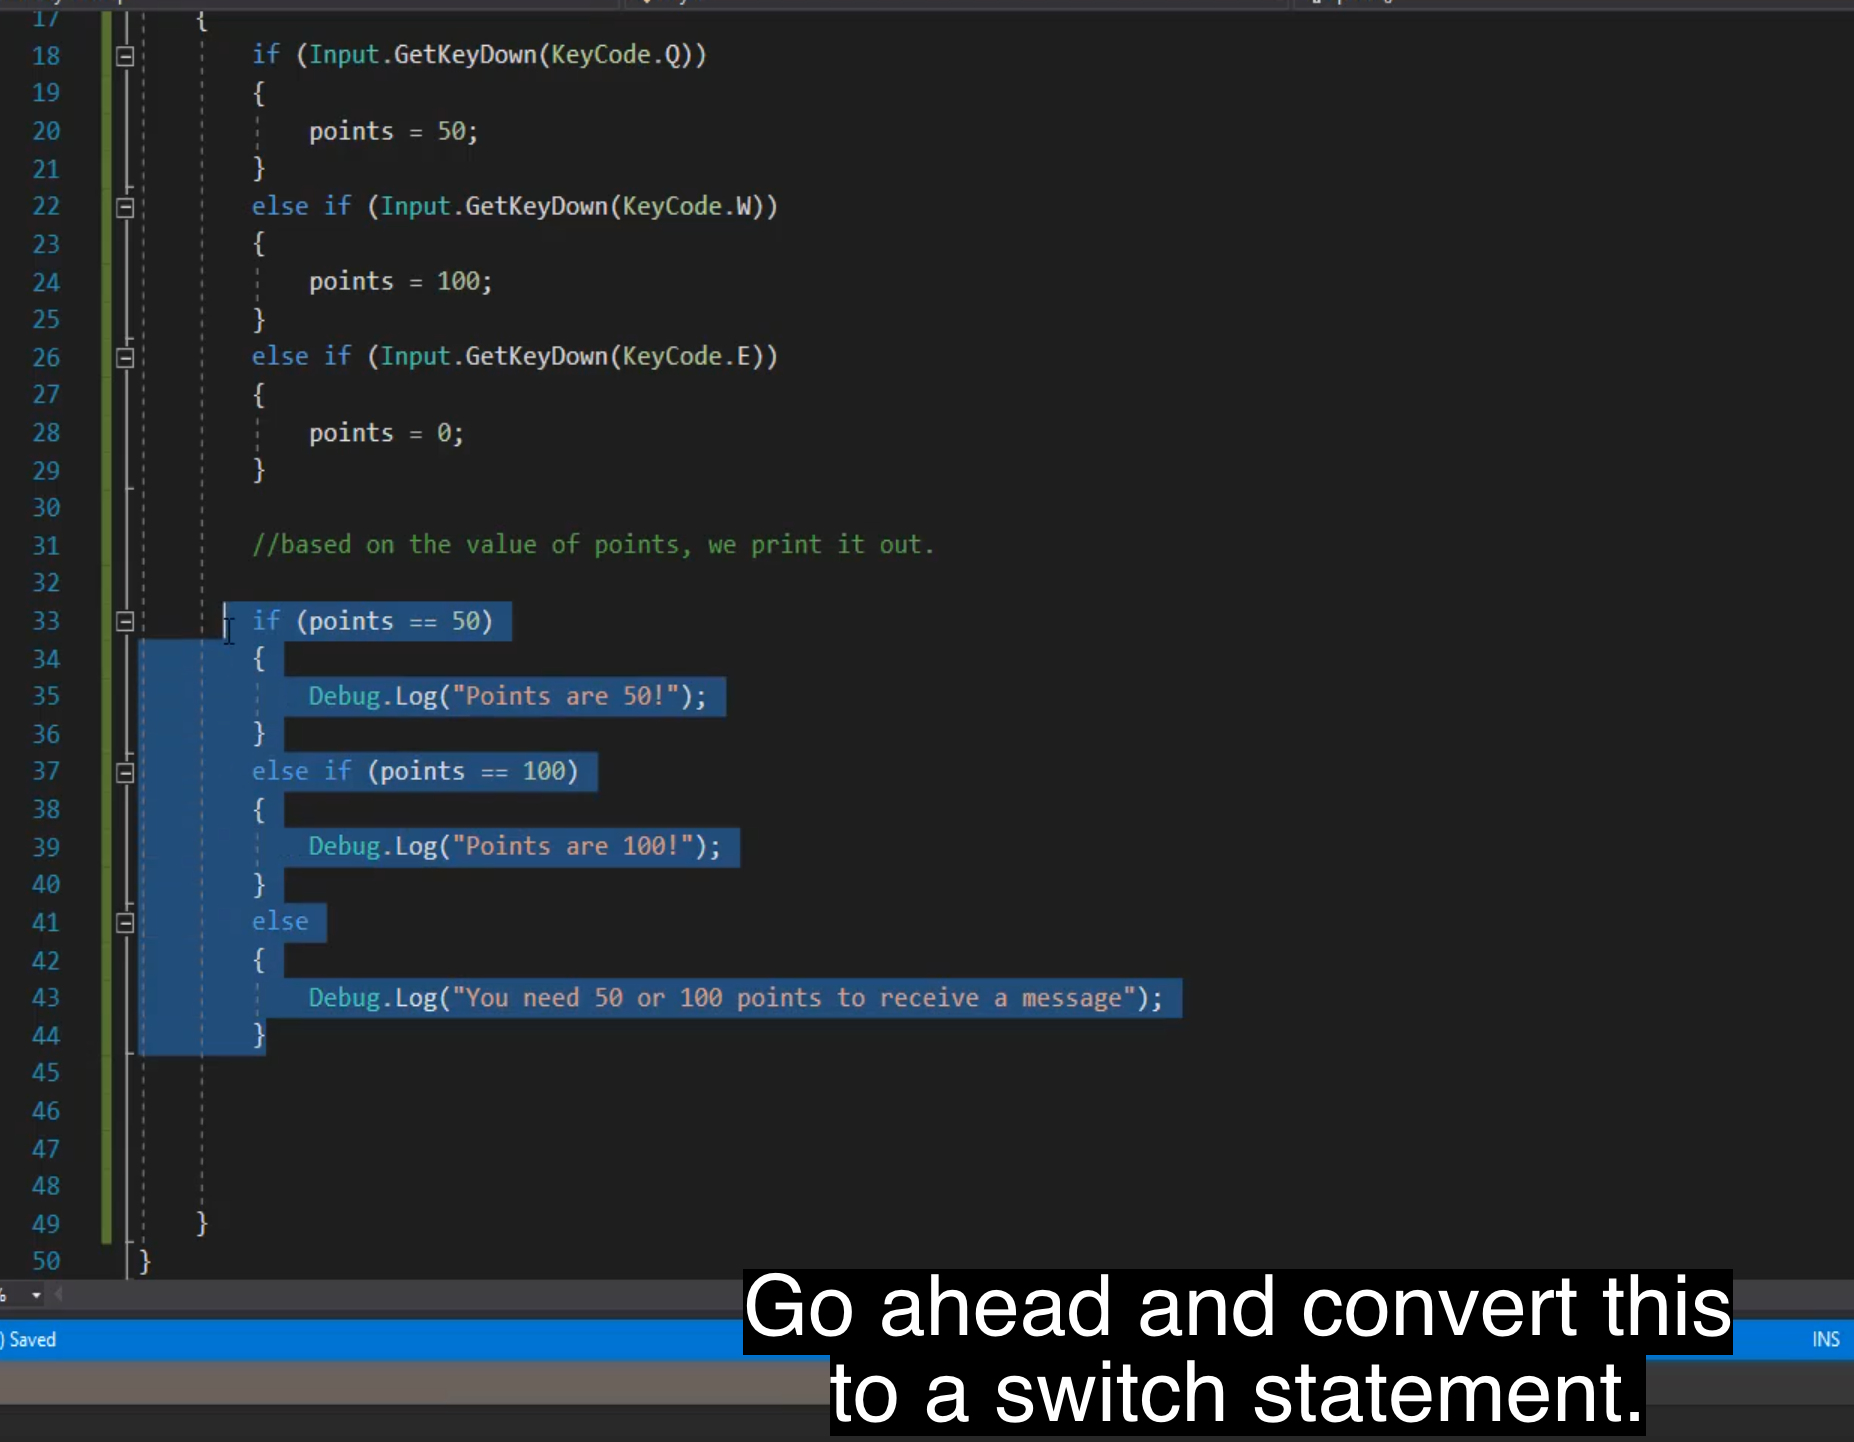 17 {
18 if (Input.GetKeyDown(KeyCode.Q))
19 {
20 points = 50;
21 }
22 else if (Input.GetKeyDown(KeyCode.W))
23 {
24 points = 100;
25 }
26 else if (Input.GetKeyDown(KeyCode.E))
27 {
28 points = 0;
29 }
30
31 //based on the value of points, we print it out.
32
33 if (points == 50)
34 {
35 Debug.Log("Points are 50!");
36 }
37 else if (points == 100)
38 {
39 Debug.Log("Points are 100!");
40 }
41 else
42 {
43 Debug.Log("You need 50 or 100 points to receive a message");
44 }
45
46
47
48
49 }
50 }
Go ahead and convert this
to a switch statement.
) Saved
INS